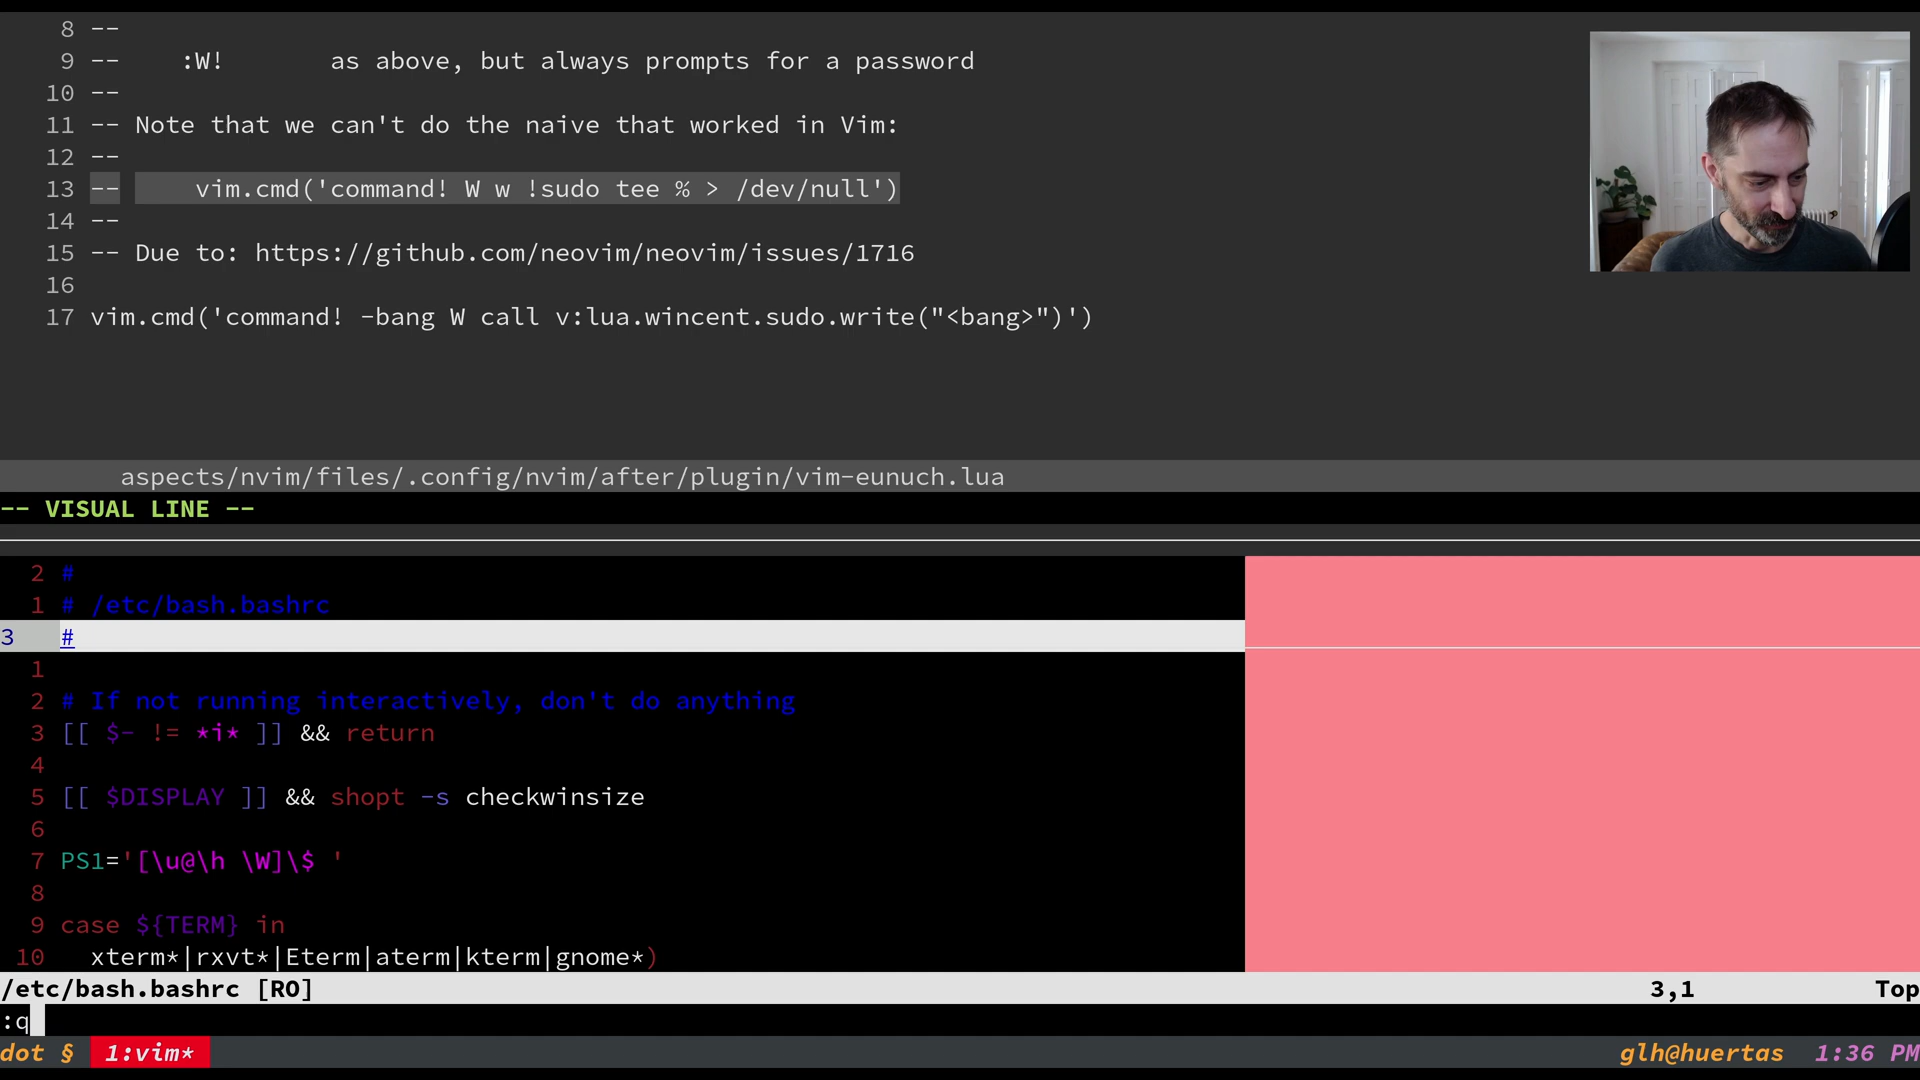 8 --
9 --    :W!       as above, but always prompts for a password
10 --
11 -- Note that we can't do the naive that worked in Vim:
12 --
13 --     vim.cmd('command! W w !sudo tee % > /dev/null')
14 --
15 -- Due to: https://github.com/neovim/neovim/issues/1716
16
17 vim.cmd('command! -bang W call v:lua.wincent.sudo.write("<bang>")')
aspects/nvim/files/.config/nvim/after/plugin/vim-eunuch.lua
-- VISUAL LINE --
2 #
1 # /etc/bash.bashrc
3 #
1
2 # If not running interactively, don't do anything
3 [[ $- != *i* ]] && return
4
5 [[ $DISPLAY ]] && shopt -s checkwinsize
6
7 PS1='[\u@\h \W]\$ '
8
9 case ${TERM} in
10   xterm*|rxvt*|Eterm|aterm|kterm|gnome*)
/etc/bash.bashrc [RO] 3,1 Top
:q
dot § 1:vim* glh@huertas 1:36 PM